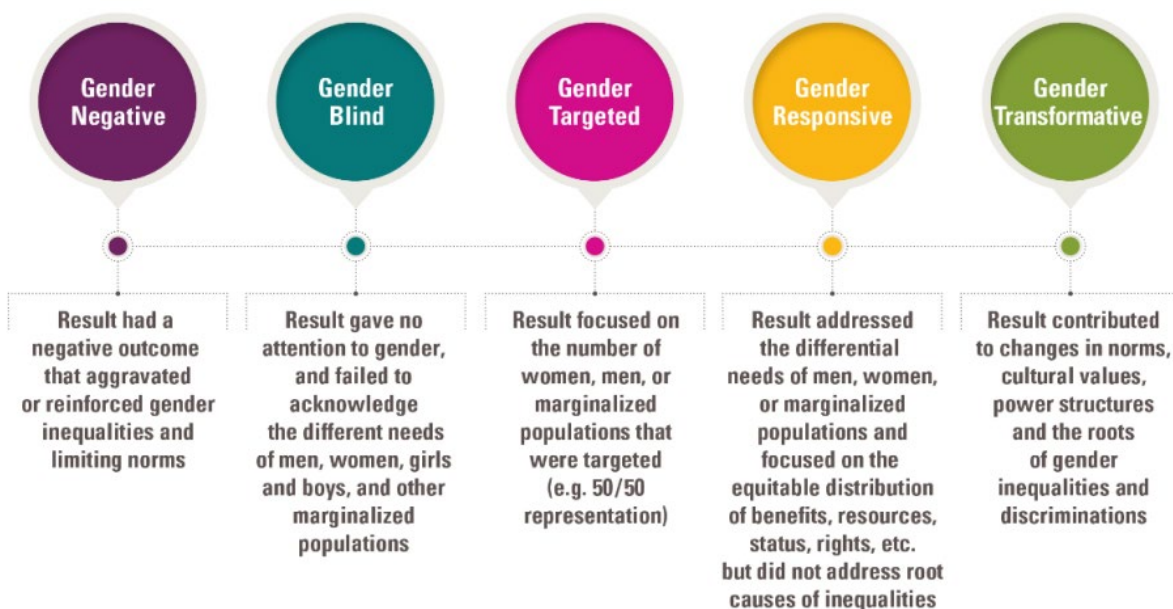 Gender
Negative
Gender
Blind
Gender
Targeted
Gender
Responsive
Gender
Transformative
Result had a
negative outcome
that aggravated
or reinforced gender
inequalities and
limiting norms
Result gave no
attention to gender,
and failed to
acknowledge
the different needs
of men, women, girls
and boys, and other
marginalized
populations
Result focused on
the number of
women, men, or
marginalized
populations that
were targeted
(e.g. 50/50
representation)
Result addressed
the differential
needs of men, women,
or marginalized
populations and
focused on the
equitable distribution
of benefits, resources,
status, rights, etc.
but did not address root
causes of inequalities
Result contributed
to changes in norms,
cultural values,
power structures
and the roots
of gender
inequalities and
discriminations